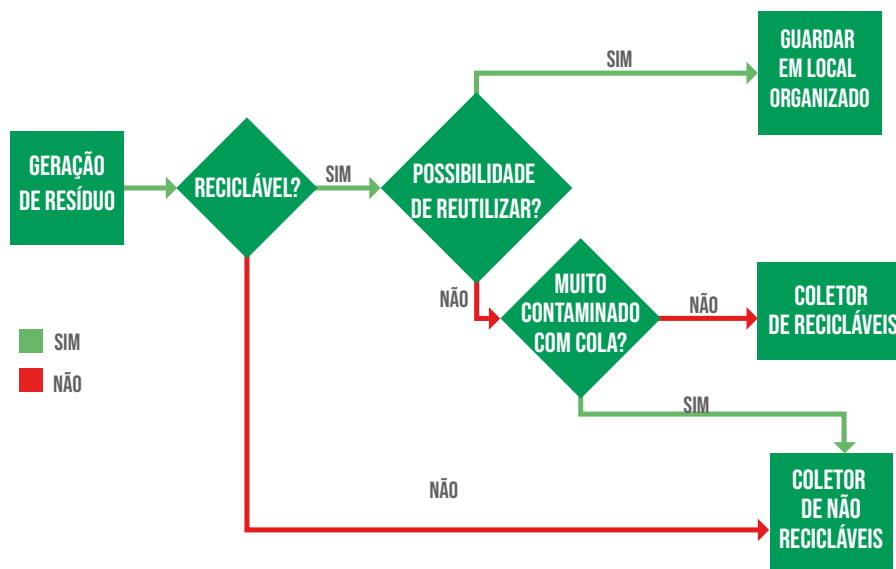 GERAÇÃO
DE RESÍDUO
RECICLÁVEL?
SIM
POSSIBILIDADE
DE REUTILIZAR?
SIM
GUARDAR
EM LOCAL
ORGANIZADO
NÃO
MUITO
CONTAMINADO
COM COLA?
NÃO
COLETOR
DE RECICLÁVEIS
SIM
COLETOR
DE NÃO
RECICLÁVEIS
NÃO
SIM
NÃO